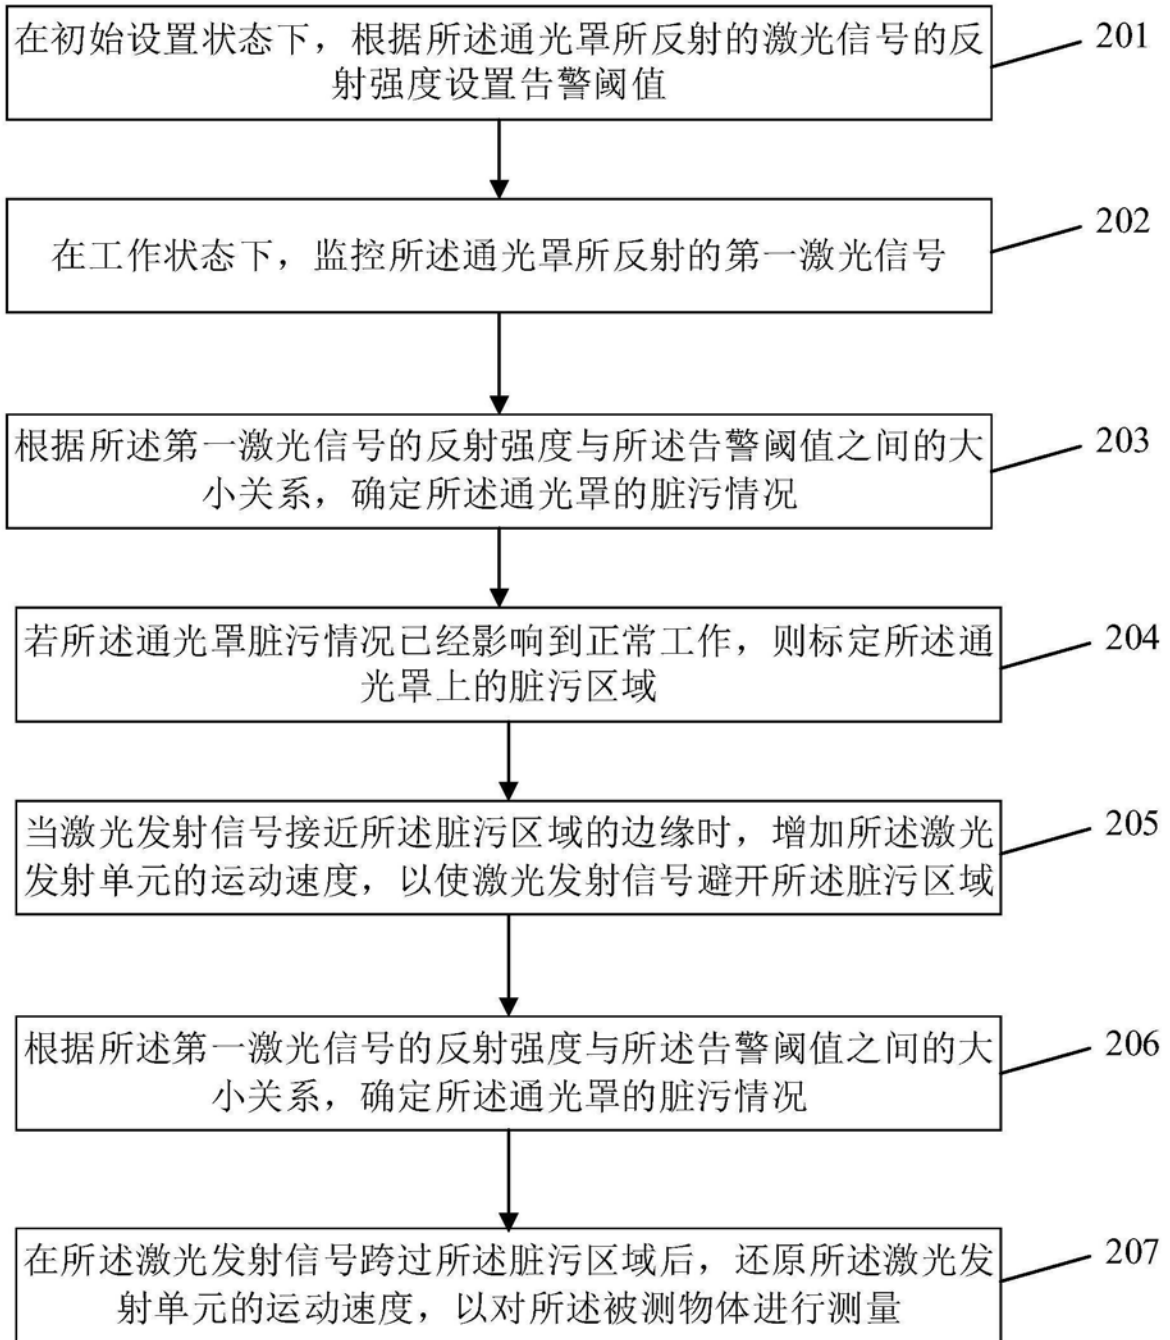 在初始设置状态下，根据所述通光罩所反射的激光信号的反
射强度设置告警阈值
201
在工作状态下，监控所述通光罩所反射的第一激光信号
202
根据所述第一激光信号的反射强度与所述告警阈值之间的大
小关系，确定所述通光罩的脏污情况
203
若所述通光罩脏污情况已经影响到正常工作，则标定所述通
光罩上的脏污区域
204
当激光发射信号接近所述脏污区域的边缘时，增加所述激光
发射单元的运动速度，以使激光发射信号避开所述脏污区域
205
根据所述第一激光信号的反射强度与所述告警阈值之间的大
小关系，确定所述通光罩的脏污情况
206
在所述激光发射信号跨过所述脏污区域后，还原所述激光发
射单元的运动速度，以对所述被测物体进行测量
207